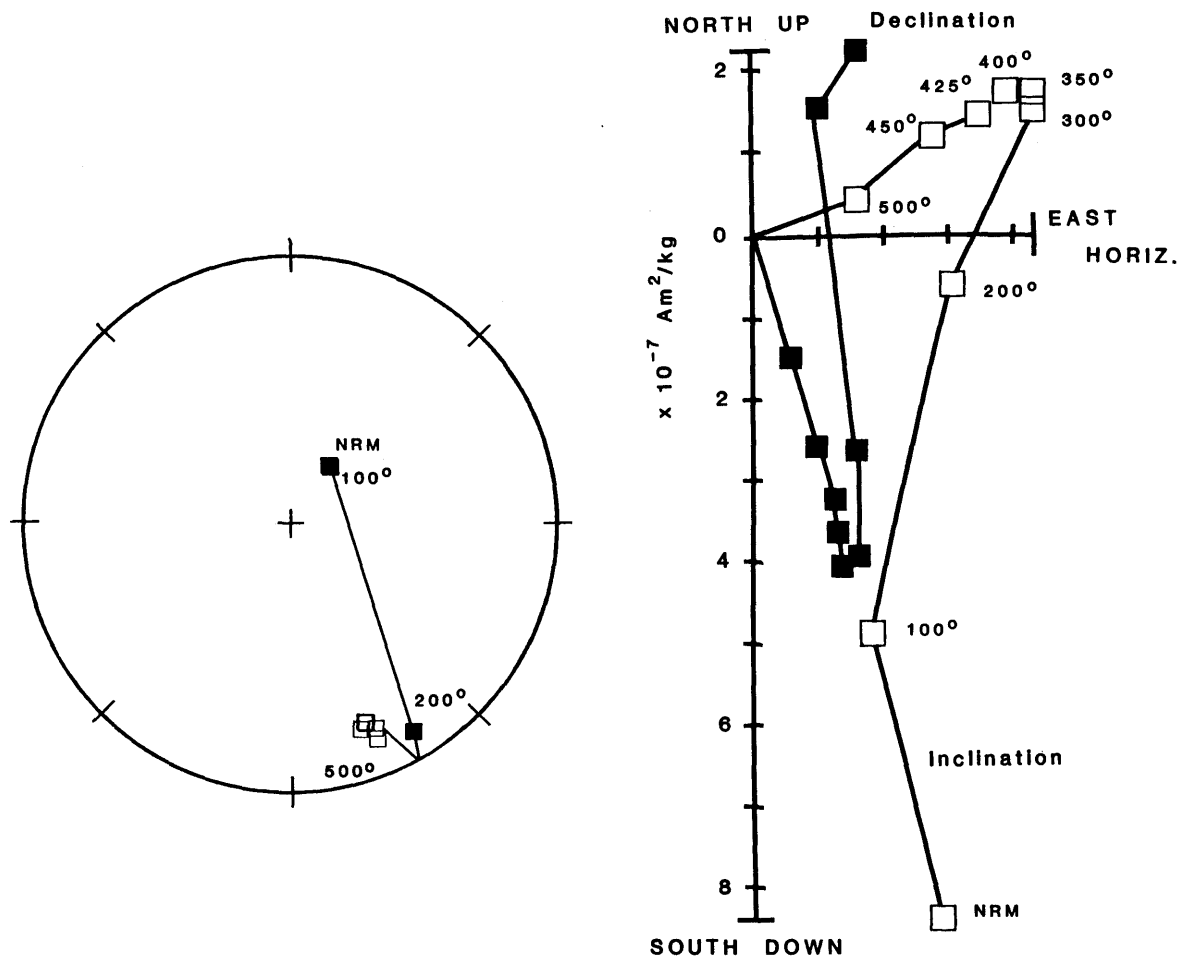 NRM
100°
200°
500°
NORTH UP
Declination
2
400°
350°
425°
300°
450°
500°
0
EAST
HORIZ.
200°
x 10⁻⁷ Am²/kg
2
4
100°
6
Inclination
8
NRM
SOUTH DOWN